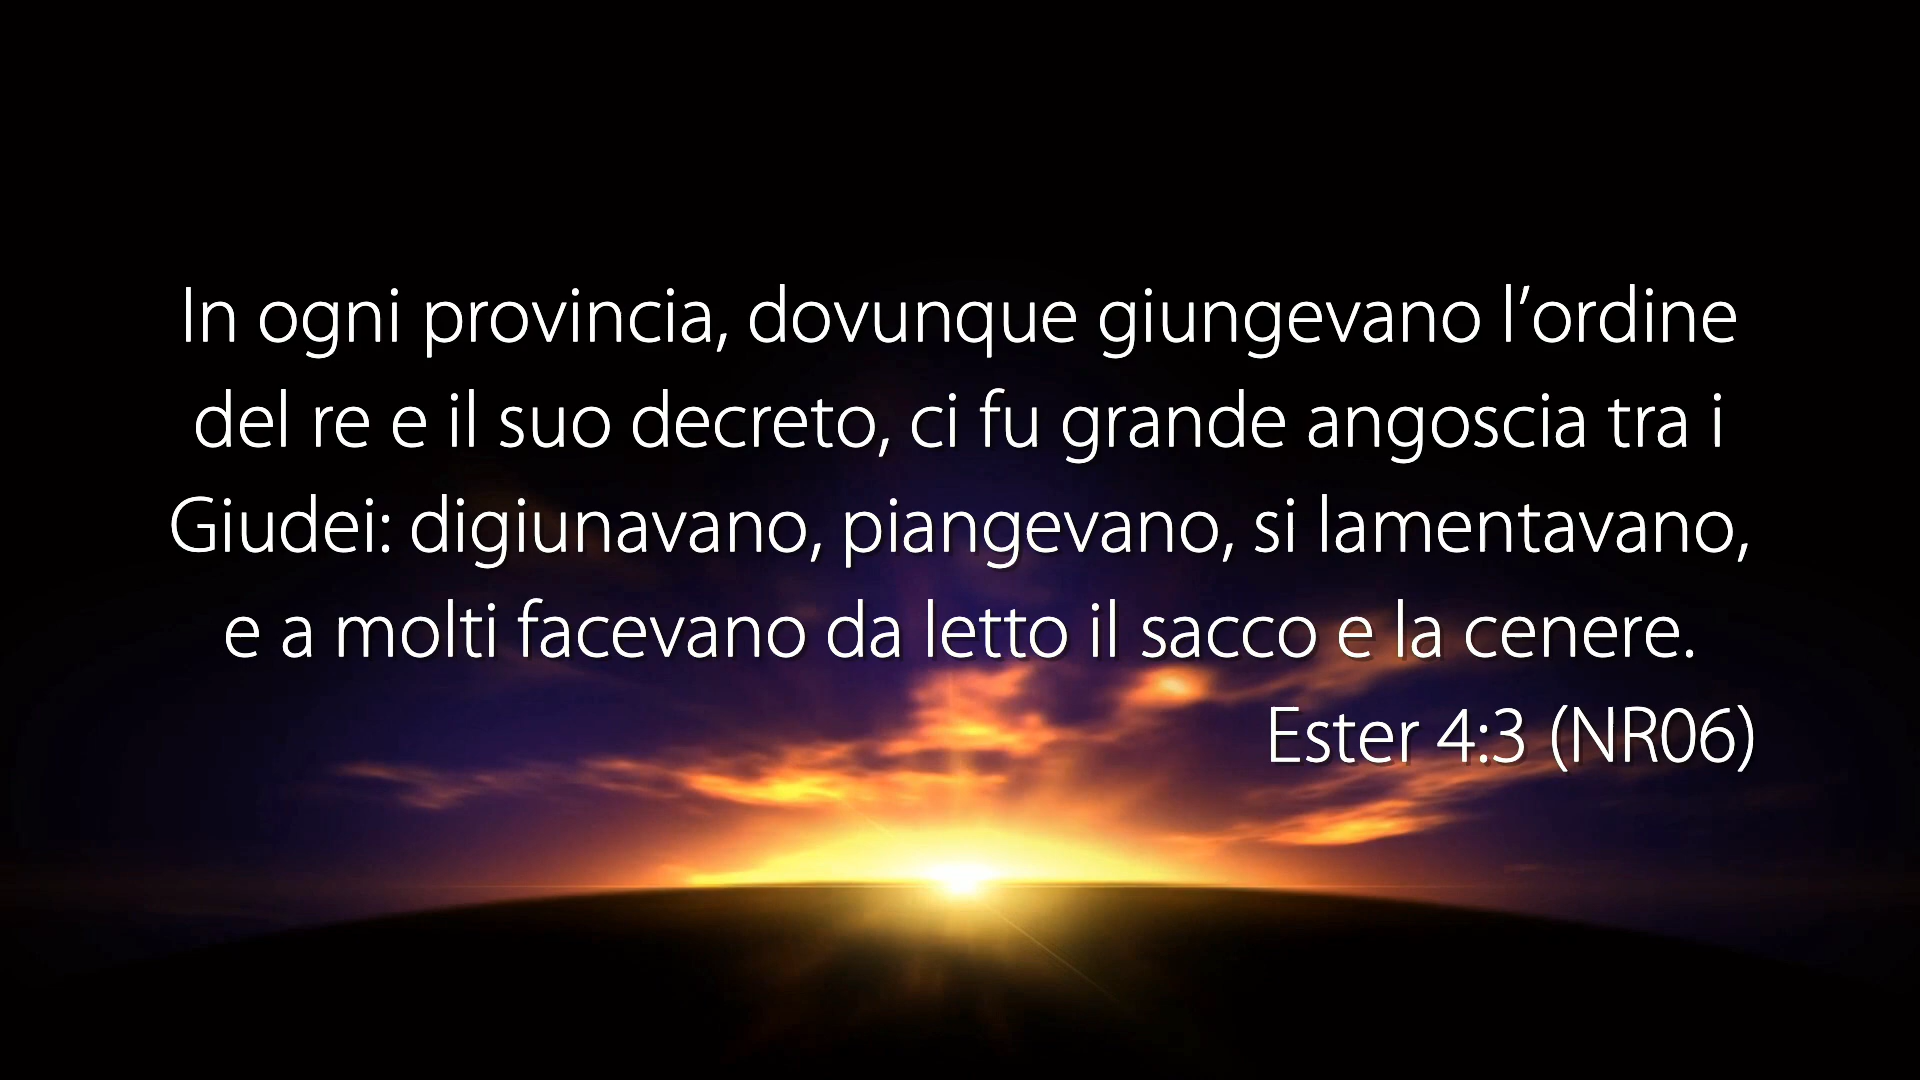 In ogni provincia, dovunque giungevano l’ordine
del re e il suo decreto, ci fu grande angoscia tra i
Giudei: digiunavano, piangevano, si lamentavano,
e a molti facevano da letto il sacco e la cenere.
Ester 4:3 (NR06)